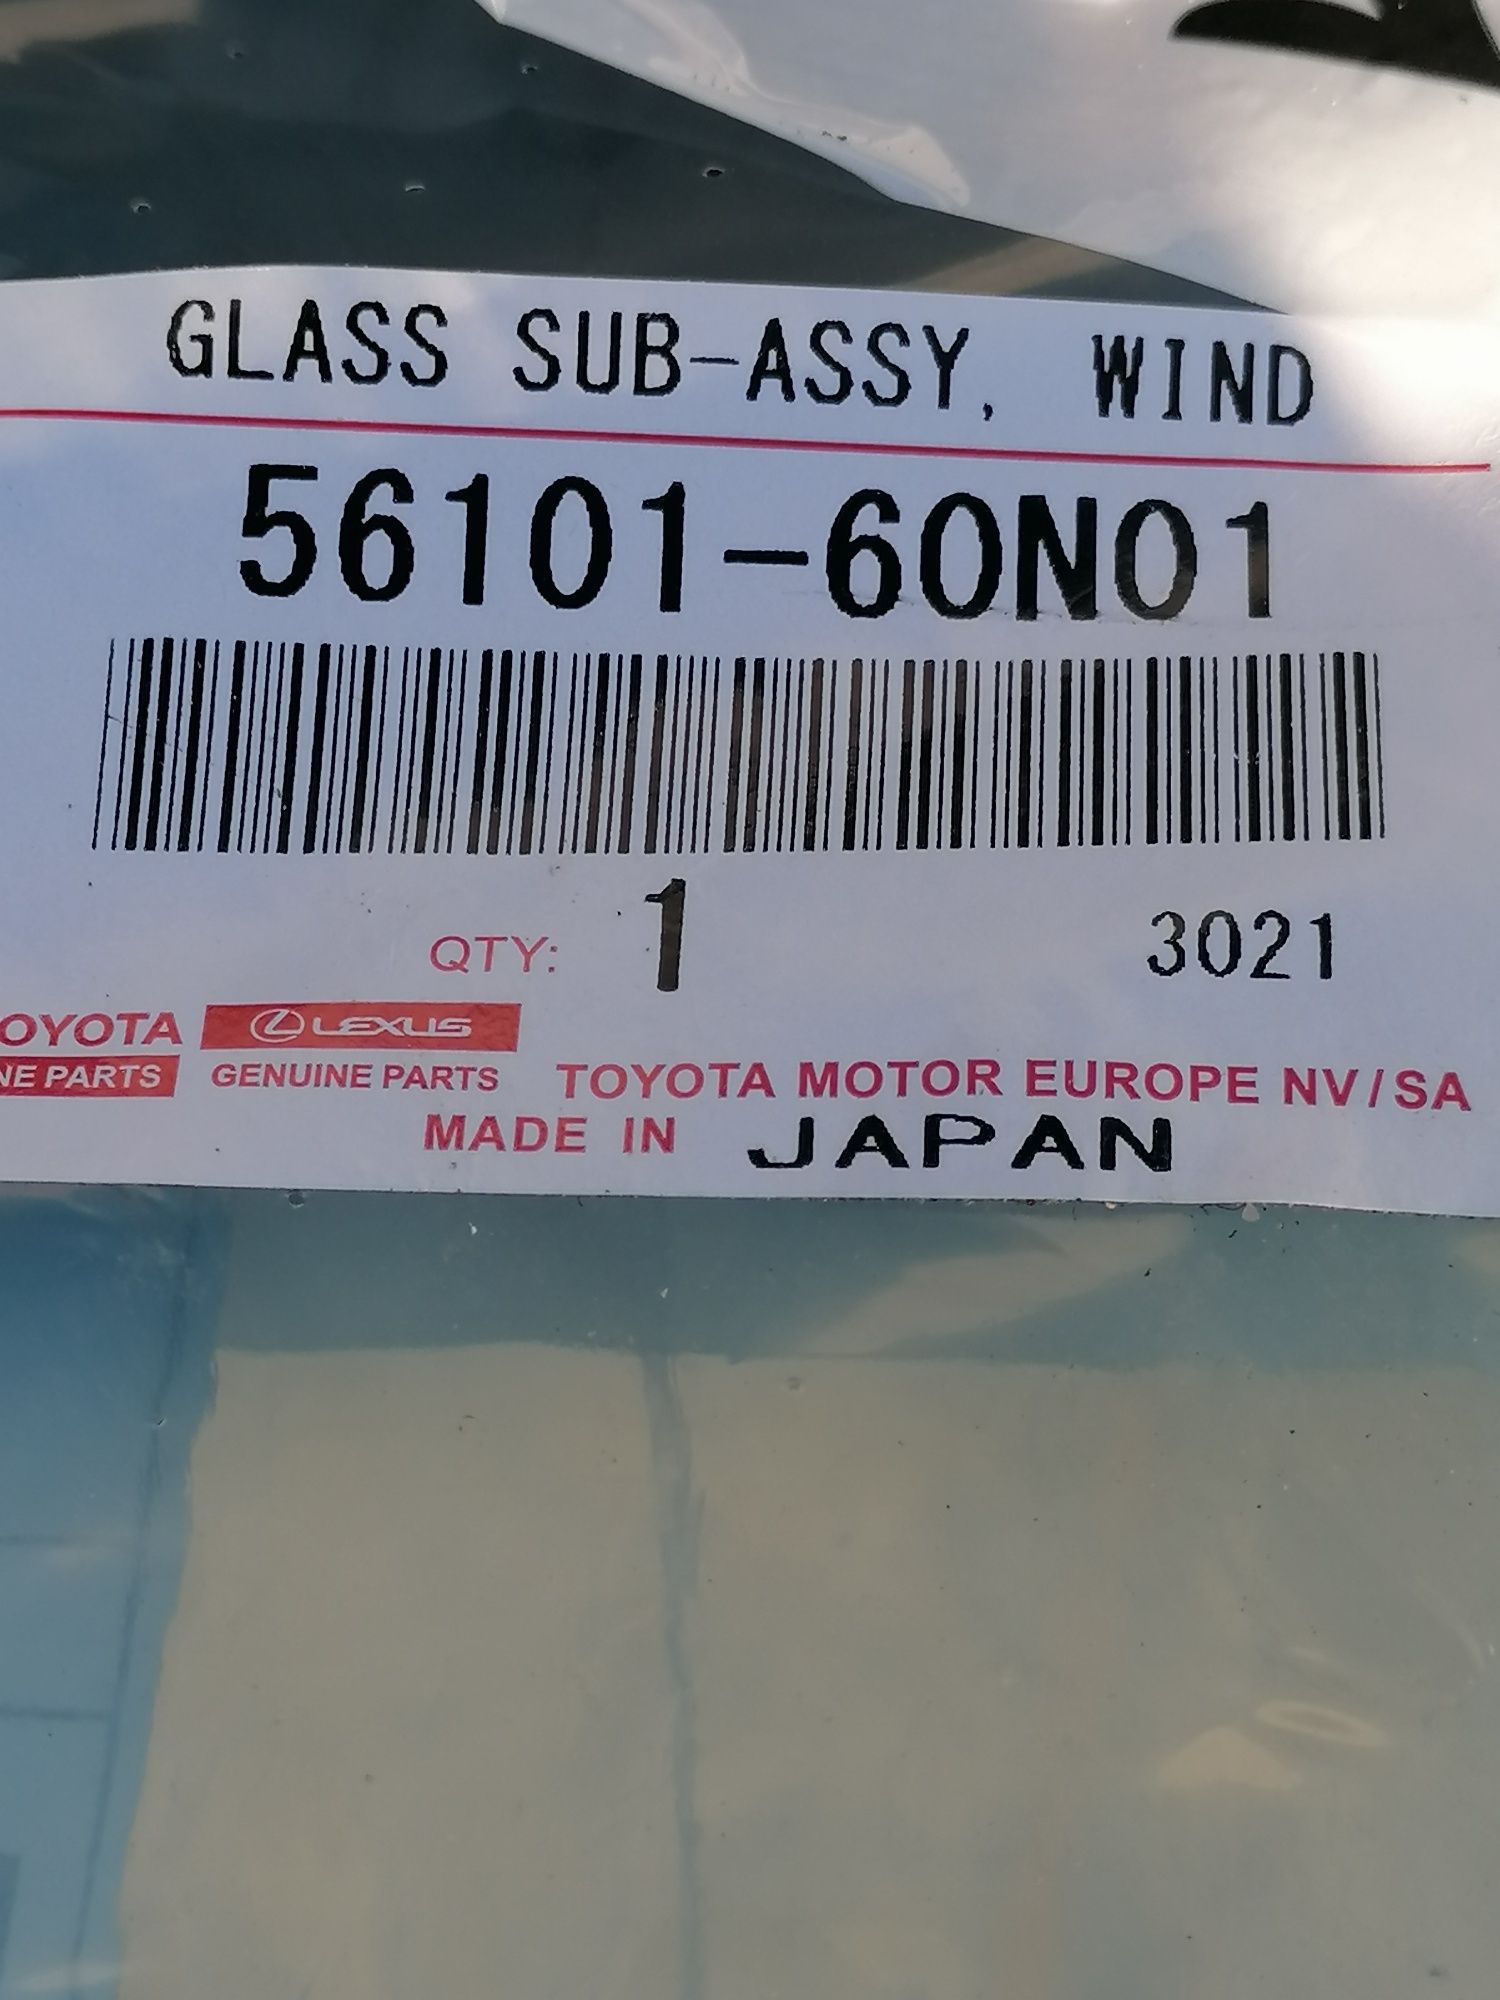 GLASS SUB-ASSY, WIND
56101-60N01
QTY: 1 3021
OYOTA LEXUS
NE PARTS GENUINE PARTS TOYOTA MOTOR EUROPE NV/SA
MADE IN JAPAN